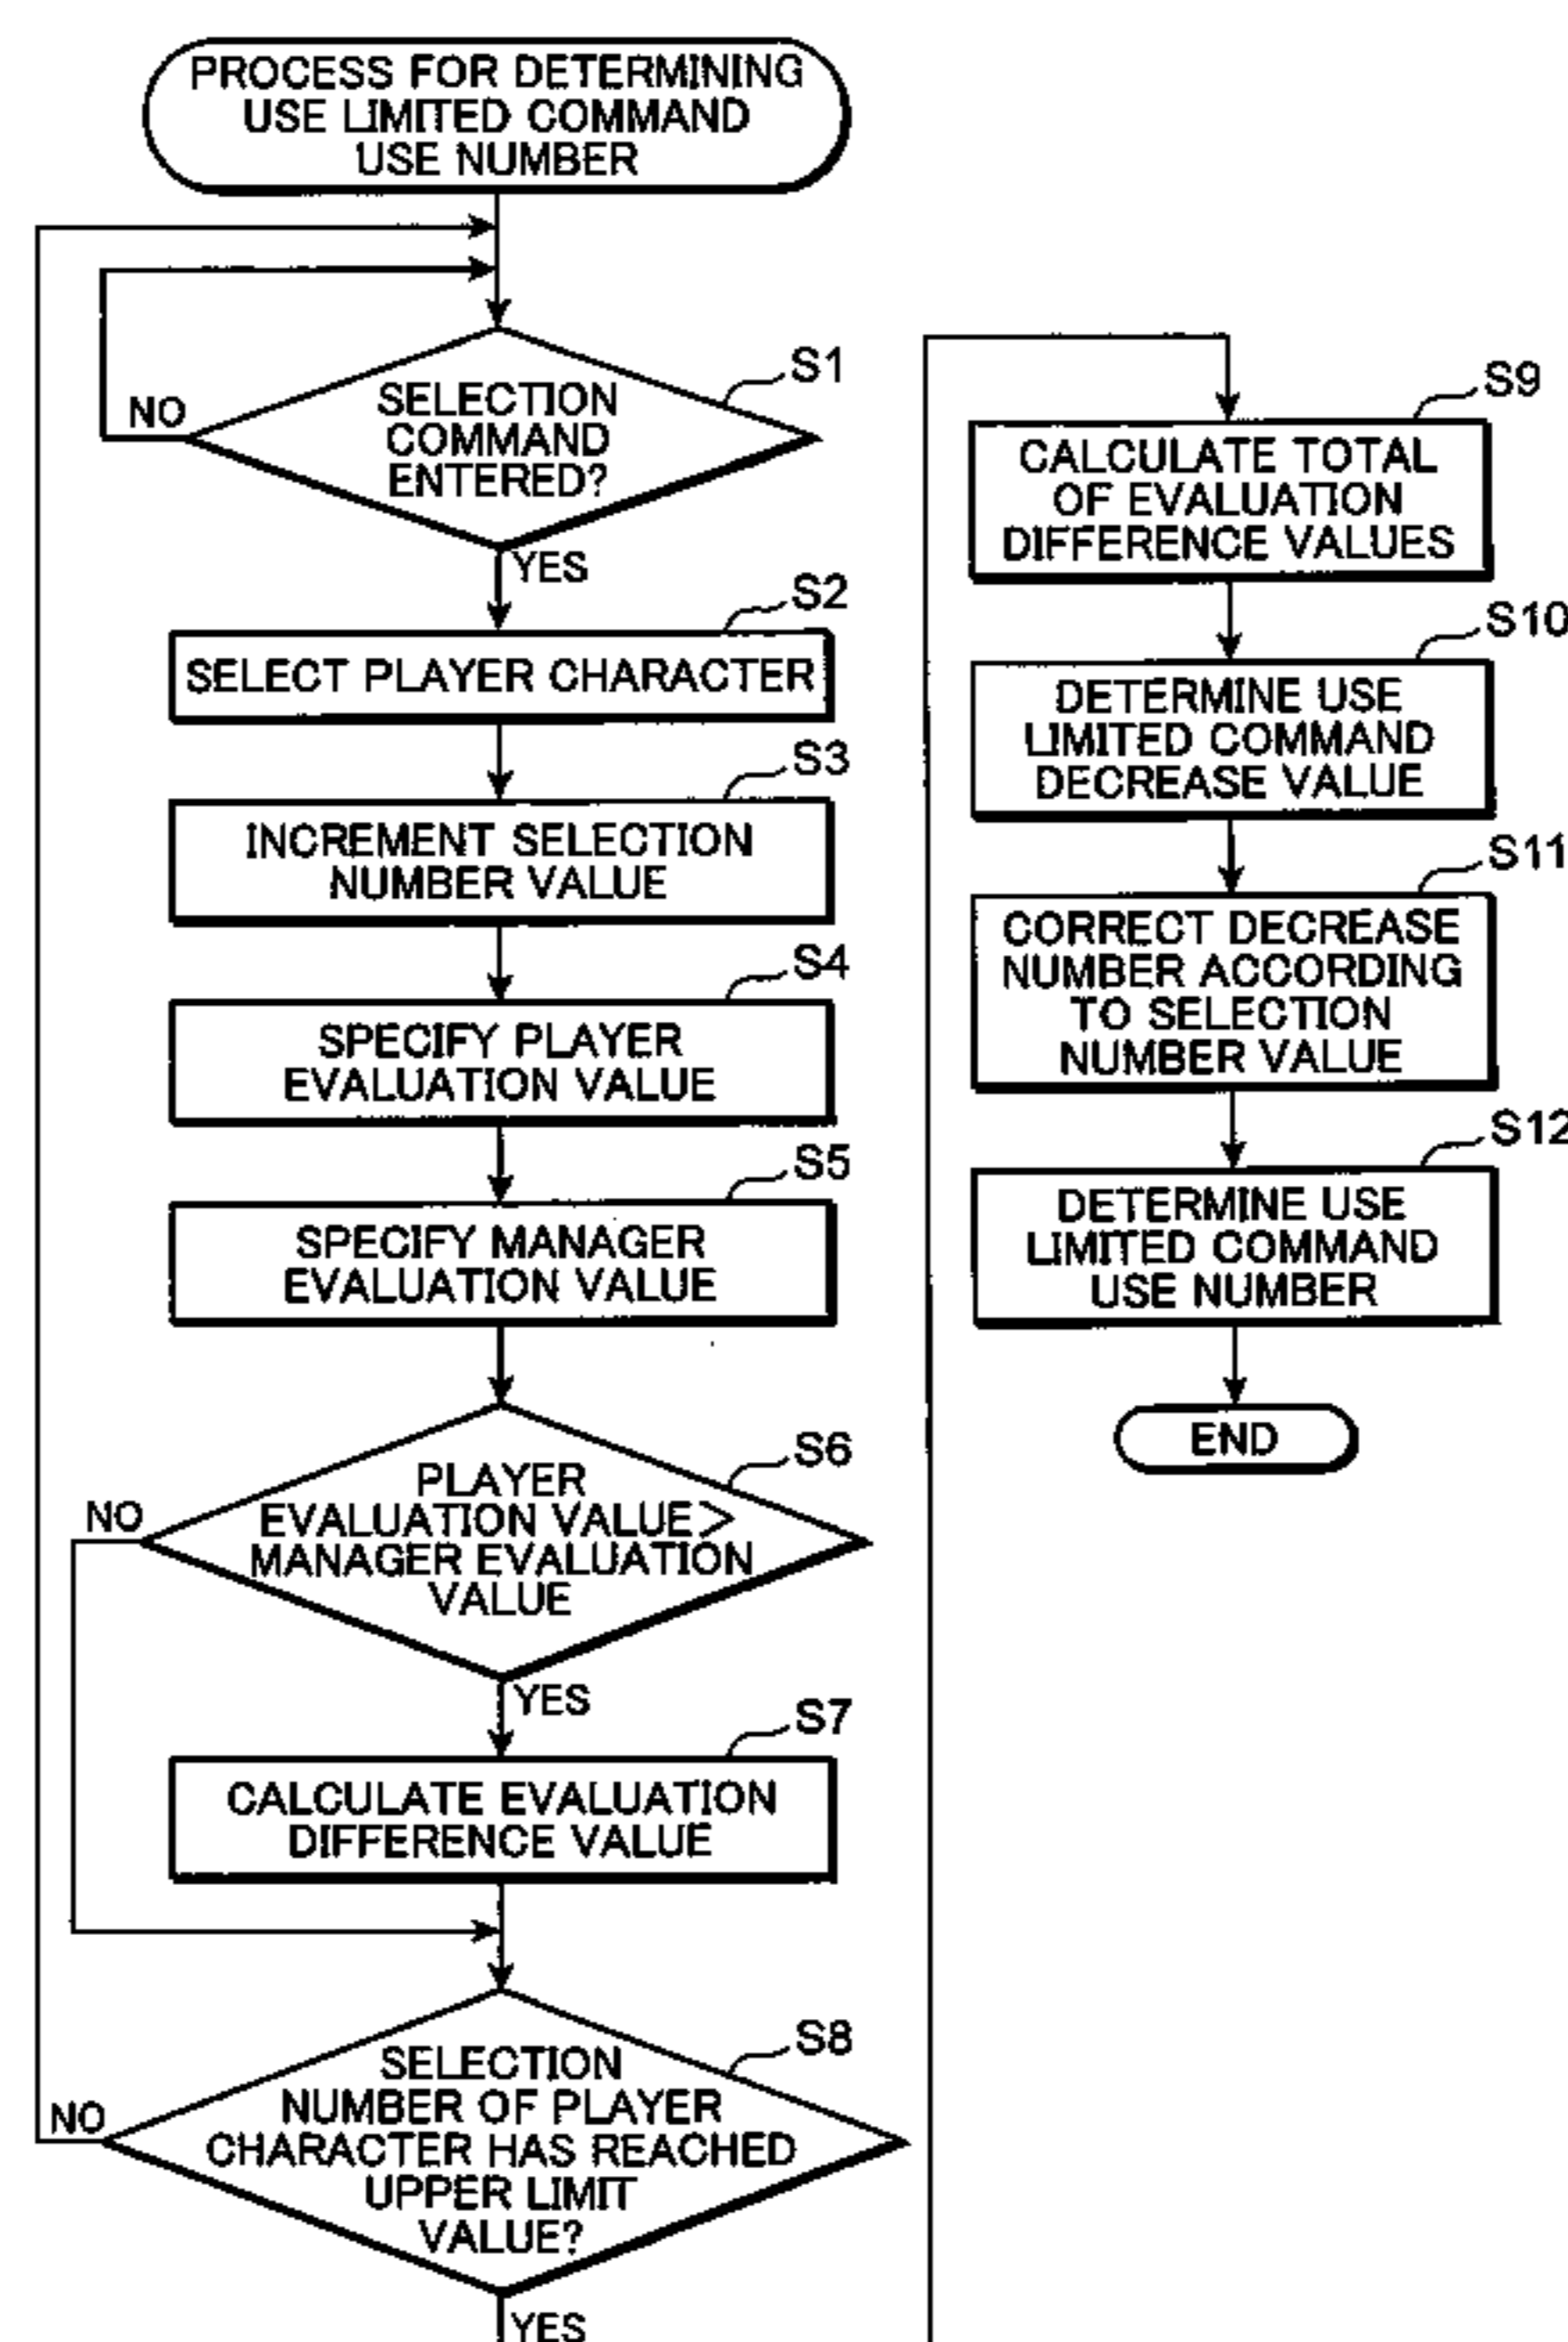 PROCESS FOR DETERMINING
USE LIMITED COMMAND
USE NUMBER
S1
SELECTION
COMMAND
ENTERED?
NO
YES
S2
SELECT PLAYER CHARACTER
S3
INCREMENT SELECTION
NUMBER VALUE
S4
SPECIFY PLAYER
EVALUATION VALUE
S5
SPECIFY MANAGER
EVALUATION VALUE
S6
PLAYER
EVALUATION VALUE>
MANAGER EVALUATION
VALUE
NO
YES
S7
CALCULATE EVALUATION
DIFFERENCE VALUE
S8
SELECTION
NUMBER OF PLAYER
CHARACTER HAS REACHED
UPPER LIMIT
VALUE?
NO
YES
S9
CALCULATE TOTAL
OF EVALUATION
DIFFERENCE VALUES
S10
DETERMINE USE
LIMITED COMMAND
DECREASE VALUE
S11
CORRECT DECREASE
NUMBER ACCORDING
TO SELECTION
NUMBER VALUE
S12
DETERMINE USE
LIMITED COMMAND
USE NUMBER
END